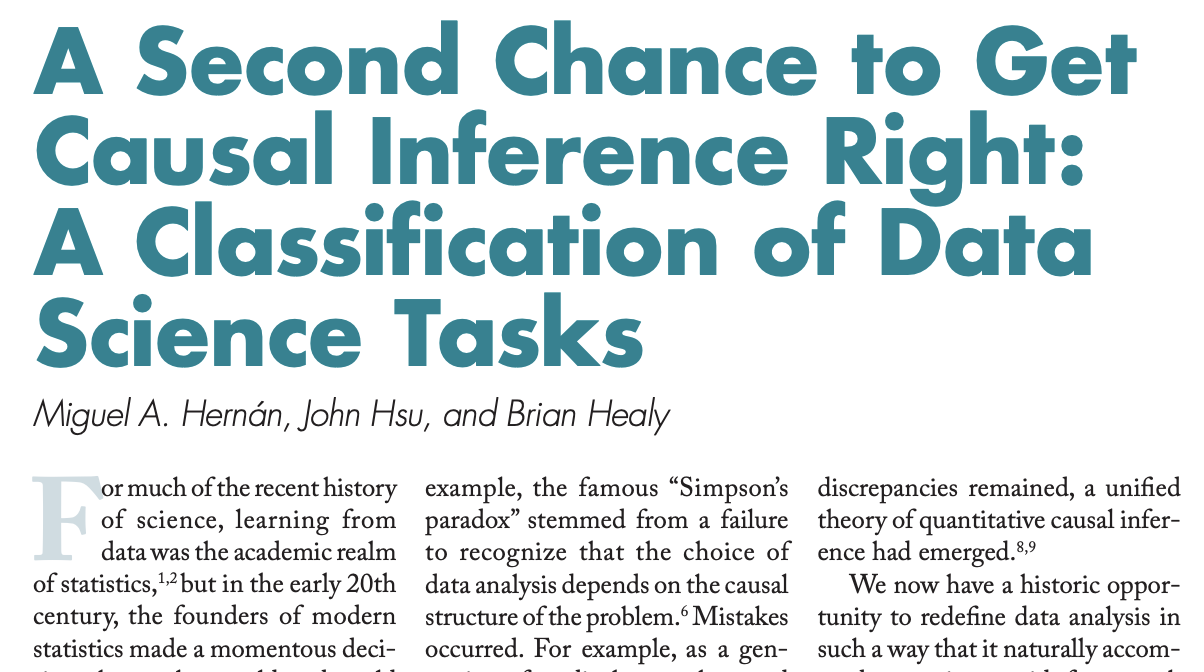 A Second Chance to Get
Causal Inference Right:
A Classification of Data
Science Tasks
Miguel A. Hernán, John Hsu, and Brian Healy
For much of the recent history
of science, learning from
data was the academic realm
of statistics,1,2 but in the early 20th
century, the founders of modern
statistics made a momentous deci-
example, the famous “Simpson’s
paradox” stemmed from a failure
to recognize that the choice of
data analysis depends on the causal
structure of the problem.6 Mistakes
occurred. For example, as a gen-
discrepancies remained, a unified
theory of quantitative causal infer-
ence had emerged.8,9
We now have a historic oppor-
tunity to redefine data analysis in
such a way that it naturally accom-